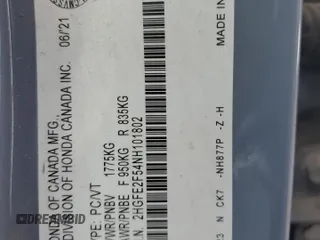 HONDA OF CANADA MFG.,
DIVISION OF HONDA CANADA INC. 06/'21
TYPE: PC/VT
GVWR/PNBV 1775KG
GAWR/PNBE F 950KG R 835KG
V.I.N. 2HGFE2F54NH101802
MADE IN
N CK7 -NH877P -Z -H
DREAMBID